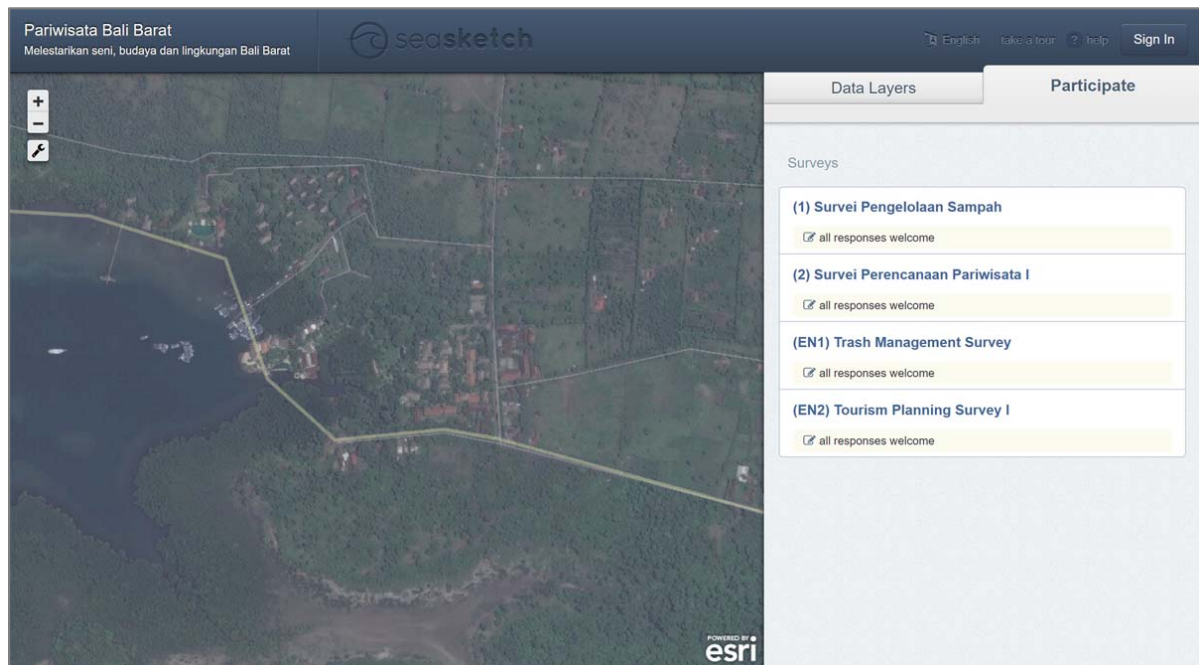 Pariwisata Bali Barat
Melestarikan seni, budaya dan lingkungan Bali Barat
seasketch
English
take a tour
? help
Sign In
+
−
Data Layers
Participate
Surveys
(1) Survei Pengelolaan Sampah
all responses welcome
(2) Survei Perencanaan Pariwisata I
all responses welcome
(EN1) Trash Management Survey
all responses welcome
(EN2) Tourism Planning Survey I
all responses welcome
POWERED BY
esri